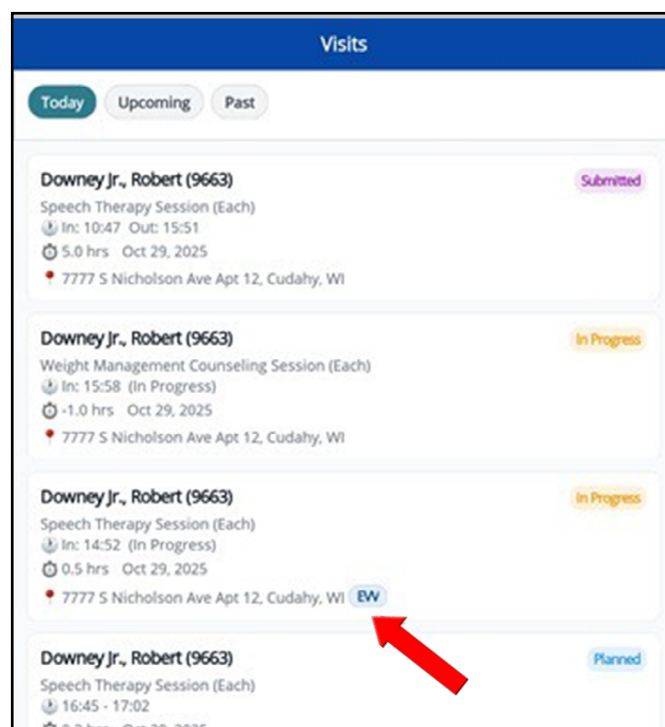 Visits
Today Upcoming Past
Downey Jr., Robert (9663) Submitted
Speech Therapy Session (Each)
In: 10:47 Out: 15:51
5.0 hrs Oct 29, 2025
7777 S Nicholson Ave Apt 12, Cudahy, WI
Downey Jr., Robert (9663) In Progress
Weight Management Counseling Session (Each)
In: 15:58 (In Progress)
-1.0 hrs Oct 29, 2025
7777 S Nicholson Ave Apt 12, Cudahy, WI
Downey Jr., Robert (9663) In Progress
Speech Therapy Session (Each)
In: 14:52 (In Progress)
0.5 hrs Oct 29, 2025
7777 S Nicholson Ave Apt 12, Cudahy, WI EVV
Downey Jr., Robert (9663) Planned
Speech Therapy Session (Each)
16:45 - 17:02